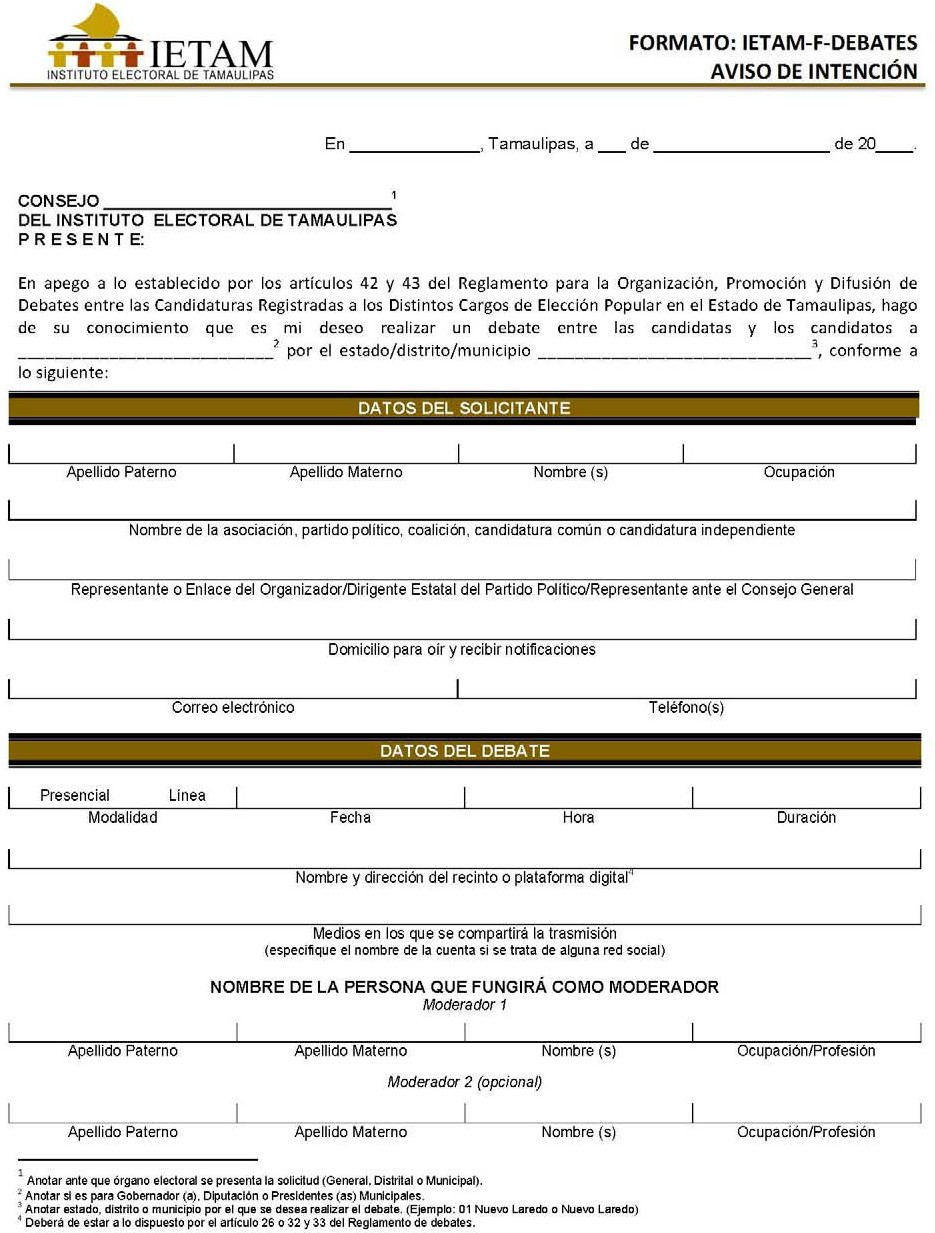 IETAM
INSTITUTO ELECTORAL DE TAMAULIPAS
FORMATO: IETAM-F-DEBATES
AVISO DE INTENCIÓN
En _______________, Tamaulipas, a ___ de ____________________ de 20____.
CONSEJO ________________________________¹
DEL INSTITUTO ELECTORAL DE TAMAULIPAS
P R E S E N T E:
En apego a lo establecido por los artículos 42 y 43 del Reglamento para la Organización, Promoción y Difusión de
Debates entre las Candidaturas Registradas a los Distintos Cargos de Elección Popular en el Estado de Tamaulipas, hago
de su conocimiento que es mi deseo realizar un debate entre las candidatas y los candidatos a
____________________________² por el estado/distrito/municipio ______________________________³, conforme a
lo siguiente:
DATOS DEL SOLICITANTE
Apellido Paterno Apellido Materno Nombre (s) Ocupación
Nombre de la asociación, partido político, coalición, candidatura común o candidatura independiente
Representante o Enlace del Organizador/Dirigente Estatal del Partido Político/Representante ante el Consejo General
Domicilio para oír y recibir notificaciones
Correo electrónico Teléfono(s)
DATOS DEL DEBATE
Presencial Línea
Modalidad Fecha Hora Duración
Nombre y dirección del recinto o plataforma digital⁴
Medios en los que se compartirá la trasmisión
(especifique el nombre de la cuenta si se trata de alguna red social)
NOMBRE DE LA PERSONA QUE FUNGIRÁ COMO MODERADOR
Moderador 1
Apellido Paterno Apellido Materno Nombre (s) Ocupación/Profesión
Moderador 2 (opcional)
Apellido Paterno Apellido Materno Nombre (s) Ocupación/Profesión
¹ Anotar ante que órgano electoral se presenta la solicitud (General, Distrital o Municipal).
² Anotar si es para Gobernador (a), Diputación o Presidentes (as) Municipales.
³ Anotar estado, distrito o municipio por el que se desea realizar el debate. (Ejemplo: 01 Nuevo Laredo o Nuevo Laredo)
⁴ Deberá de estar a lo dispuesto por el artículo 26 o 32 y 33 del Reglamento de debates.